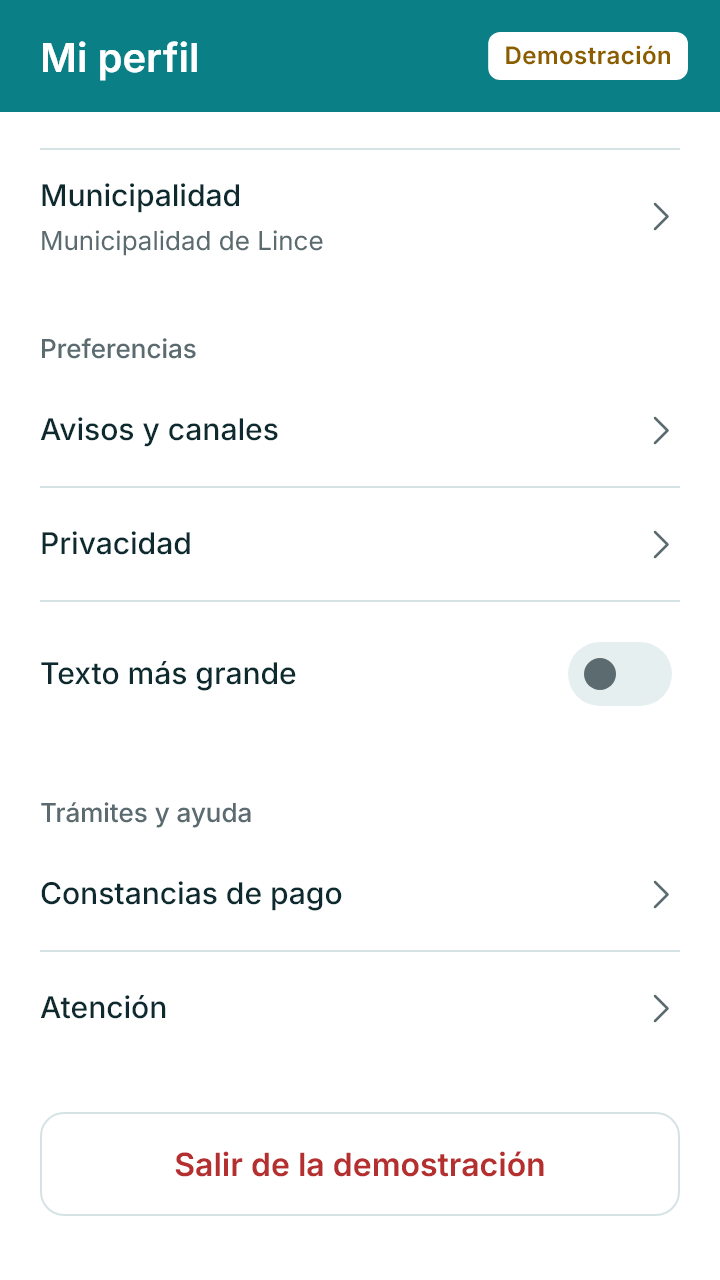 Mi perfil
Demostración
Municipalidad
Municipalidad de Lince
Preferencias
Avisos y canales
Privacidad
Texto más grande
Trámites y ayuda
Constancias de pago
Atención
Salir de la demostración